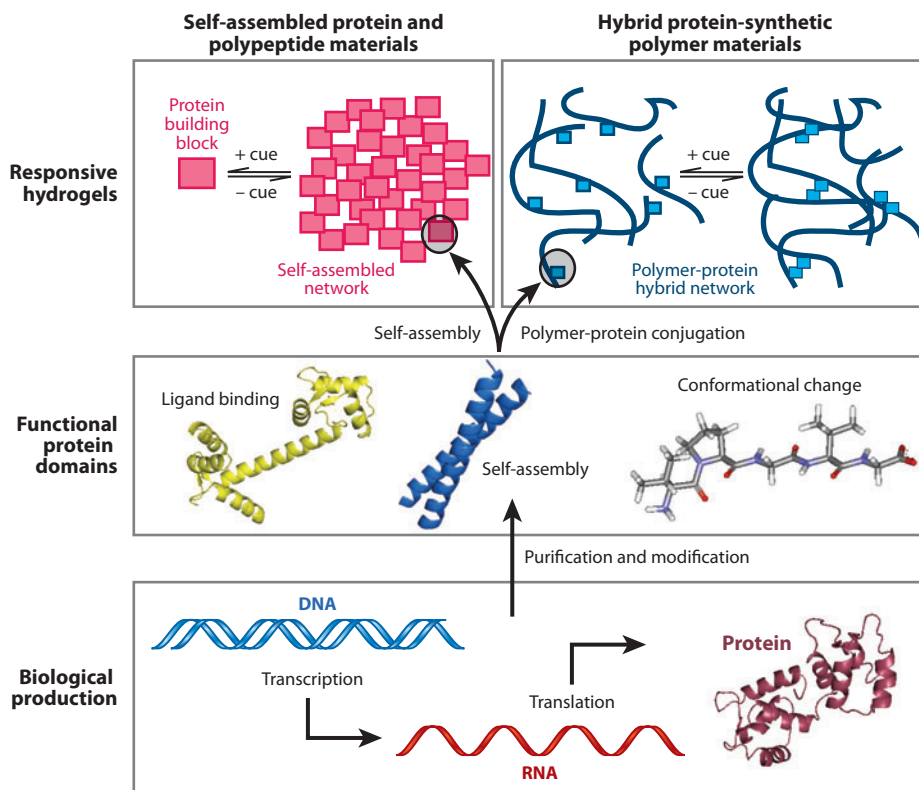 Self-assembled protein and
polypeptide materials
Hybrid protein-synthetic
polymer materials
Responsive
hydrogels
Protein
building
block
+ cue
– cue
Self-assembled
network
+ cue
– cue
Polymer-protein
hybrid network
Self-assembly
Polymer-protein conjugation
Functional
protein
domains
Ligand binding
Self-assembly
Conformational change
Purification and modification
Biological
production
DNA
Transcription
Translation
RNA
Protein